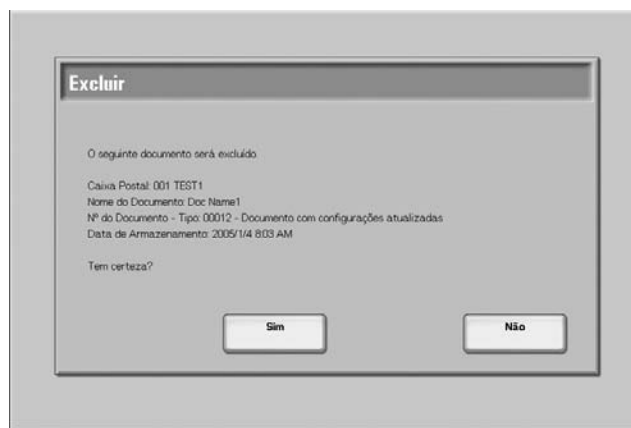 Excluir
O seguinte documento será excluído
Caixa Postal: 001 TEST1
Nome do Documento: Doc Name1
Nº do Documento - Tipo: 00012 - Documento com configurações atualizadas
Data de Armazenamento: 2005/1/4 8:03 AM
Tem certeza?
Sim
Não